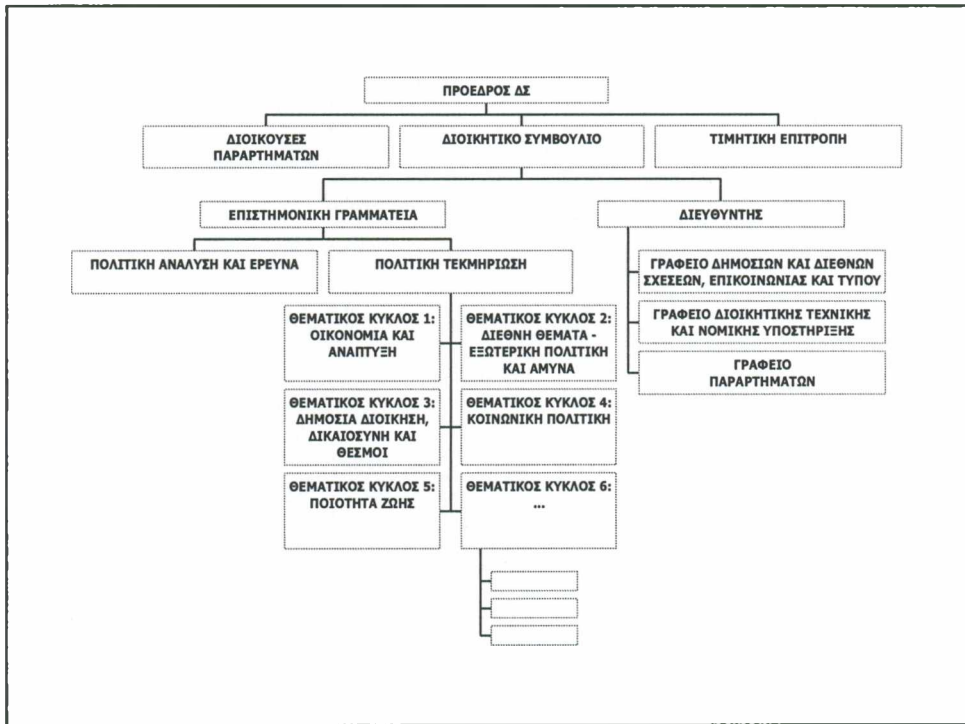 ΠΡΟΕΔΡΟΣ ΔΣ
ΔΙΟΙΚΟΥΣΕΣ
ΠΑΡΑΡΤΗΜΑΤΩΝ
ΔΙΟΙΚΗΤΙΚΟ ΣΥΜΒΟΥΛΙΟ
ΤΙΜΗΤΙΚΗ ΕΠΙΤΡΟΠΗ
ΕΠΙΣΤΗΜΟΝΙΚΗ ΓΡΑΜΜΑΤΕΙΑ
ΔΙΕΥΘΥΝΤΗΣ
ΠΟΛΙΤΙΚΗ ΑΝΑΛΥΣΗ ΚΑΙ ΕΡΕΥΝΑ
ΠΟΛΙΤΙΚΗ ΤΕΚΜΗΡΙΩΣΗ
ΘΕΜΑΤΙΚΟΣ ΚΥΚΛΟΣ 1:
ΟΙΚΟΝΟΜΙΑ ΚΑΙ
ΑΝΑΠΤΥΞΗ
ΘΕΜΑΤΙΚΟΣ ΚΥΚΛΟΣ 2:
ΔΙΕΘΝΗ ΘΕΜΑΤΑ -
ΕΞΩΤΕΡΙΚΗ ΠΟΛΙΤΙΚΗ
ΚΑΙ ΑΜΥΝΑ
ΘΕΜΑΤΙΚΟΣ ΚΥΚΛΟΣ 3:
ΔΗΜΟΣΙΑ ΔΙΟΙΚΗΣΗ,
ΔΙΚΑΙΟΣΥΝΗ ΚΑΙ
ΘΕΣΜΟΙ
ΘΕΜΑΤΙΚΟΣ ΚΥΚΛΟΣ 4:
ΚΟΙΝΩΝΙΚΗ ΠΟΛΙΤΙΚΗ
ΘΕΜΑΤΙΚΟΣ ΚΥΚΛΟΣ 5:
ΠΟΙΟΤΗΤΑ ΖΩΗΣ
ΘΕΜΑΤΙΚΟΣ ΚΥΚΛΟΣ 6:
...
ΓΡΑΦΕΙΟ ΔΗΜΟΣΙΩΝ ΚΑΙ ΔΙΕΘΝΩΝ
ΣΧΕΣΕΩΝ, ΕΠΙΚΟΙΝΩΝΙΑΣ ΚΑΙ ΤΥΠΟΥ
ΓΡΑΦΕΙΟ ΔΙΟΙΚΗΤΙΚΗΣ ΤΕΧΝΙΚΗΣ
ΚΑΙ ΝΟΜΙΚΗΣ ΥΠΟΣΤΗΡΙΞΗΣ
ΓΡΑΦΕΙΟ
ΠΑΡΑΡΤΗΜΑΤΩΝ